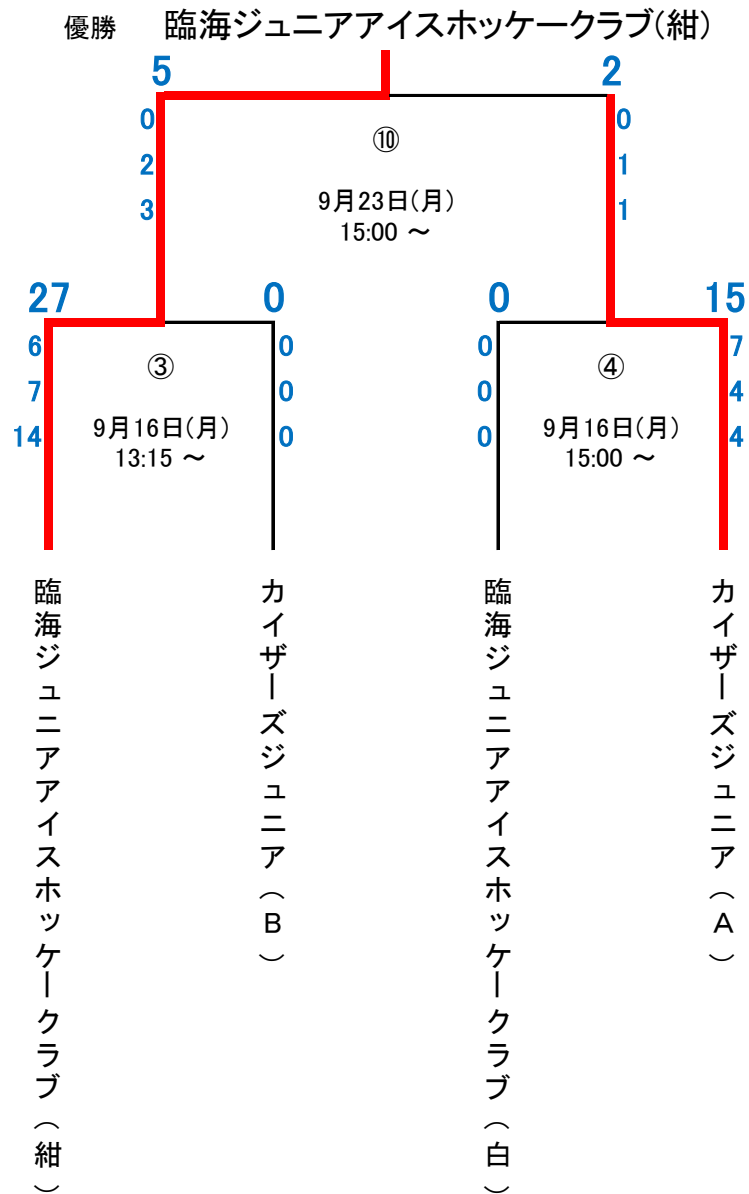 優勝 臨海ジュニアアイスホッケークラブ(紺)
5 2
0 0
⑩
2 1
9月23日(月)
3 1
15:00 ～
27 0 0 15
6 0 0 7
③ ④
7 0 0 4
9月16日(月) 9月16日(月)
14 0 0 4
13:15 ～ 15:00 ～
臨海ジュニアアイスホッケークラブ（紺）
カイザーズジュニア（B）
臨海ジュニアアイスホッケークラブ（白）
カイザーズジュニア（A）